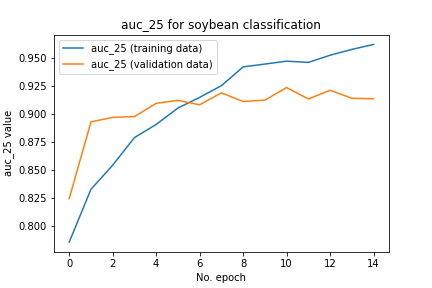 auc_25 for soybean classification
auc_25 (training data)
auc_25 (validation data)
auc_25 value
0.950
0.925
0.900
0.875
0.850
0.825
0.800
0 2 4 6 8 10 12 14
No. epoch